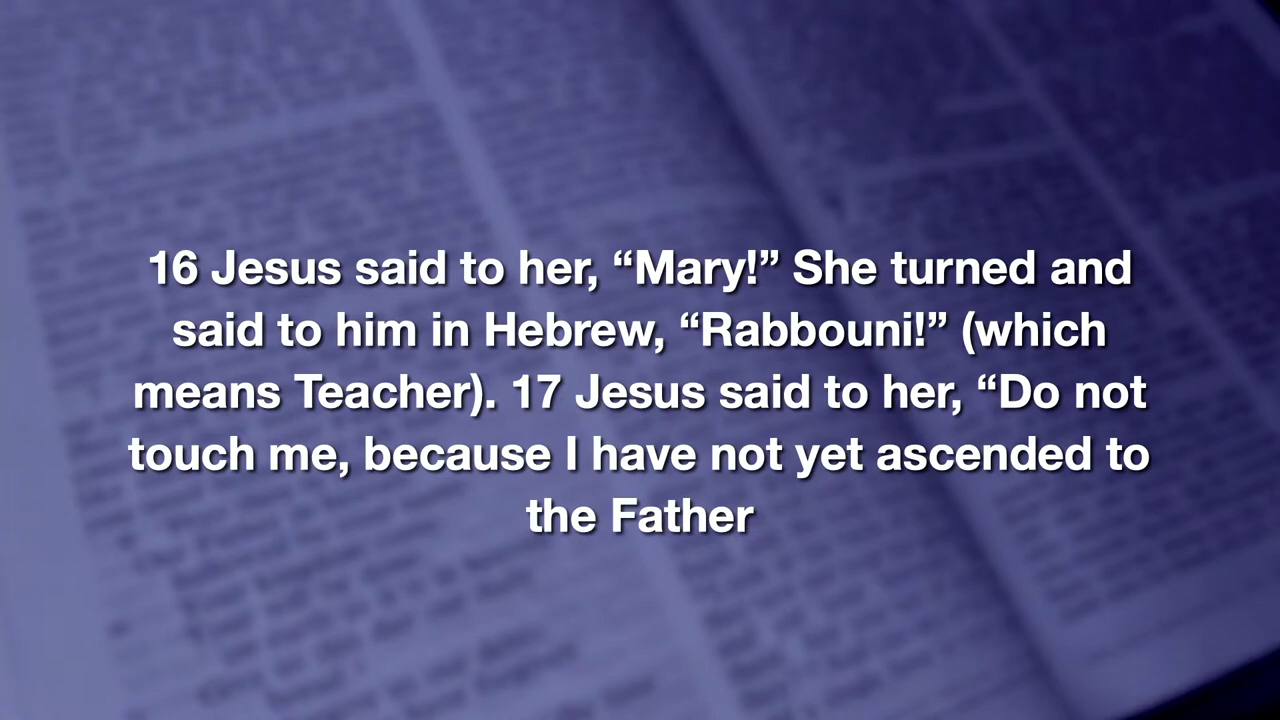 16 Jesus said to her, “Mary!” She turned and
said to him in Hebrew, “Rabbouni!” (which
means Teacher). 17 Jesus said to her, “Do not
touch me, because I have not yet ascended to
the Father